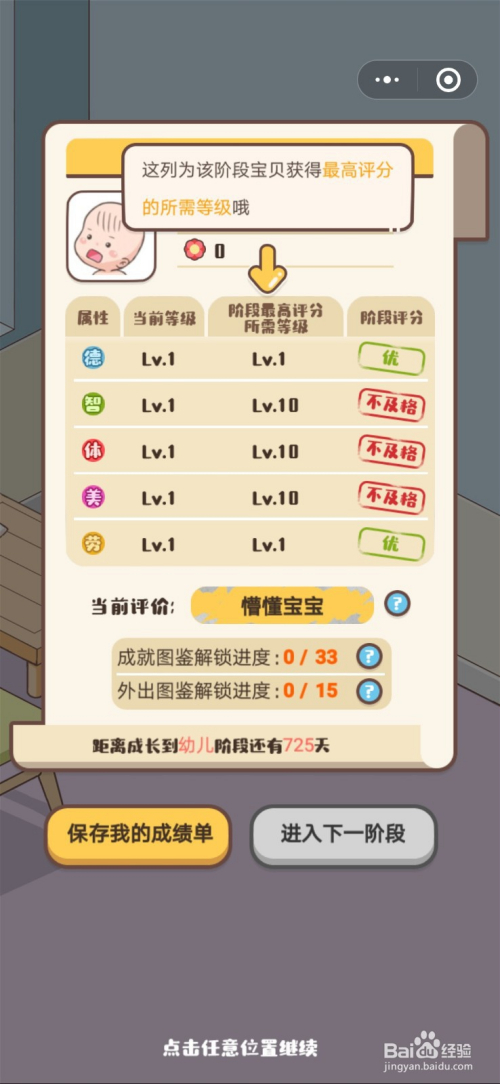 这列为该阶段宝贝获得最高评分
的所需等级哦
0
属性 当前等级 阶段最高评分所需等级 阶段评分
德 Lv.1 Lv.1 优
智 Lv.1 Lv.10 不及格
体 Lv.1 Lv.10 不及格
美 Lv.1 Lv.10 不及格
劳 Lv.1 Lv.1 优
当前评价: 懵懂宝宝 ?
成就图鉴解锁进度:0 / 33 ?
外出图鉴解锁进度:0 / 15 ?
距离成长到幼儿阶段还有725天
保存我的成绩单 进入下一阶段
点击任意位置继续
Baidu经验
jingyan.baidu.com